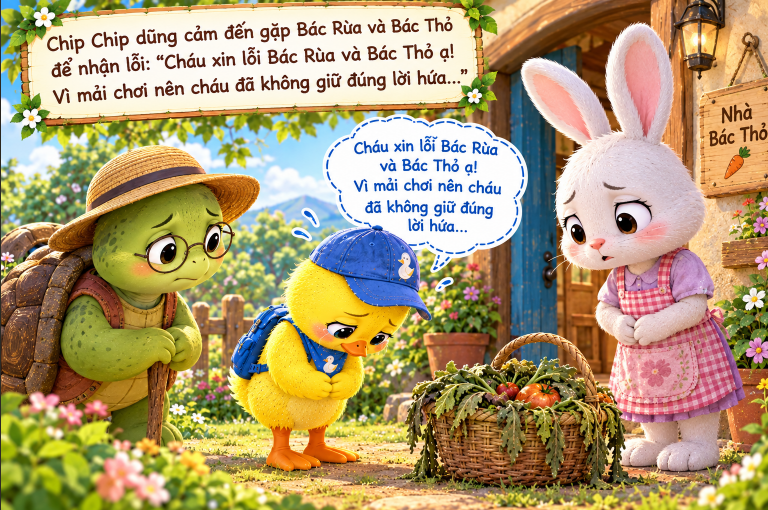 Chip Chip dũng cảm đến gặp Bác Rừa và Bác Thỏ
để nhận lỗi: “Cháu xin lỗi Bác Rùa và Bác Thỏ ạ!
Vì mải chơi nên cháu đã không giữ đúng lời hứa...”
Cháu xin lỗi Bác Rừa
và Bác Thỏ ạ!
Vì mải chơi nên cháu
đã không giữ đúng
lời hứa...
Nhà
Bác Thỏ